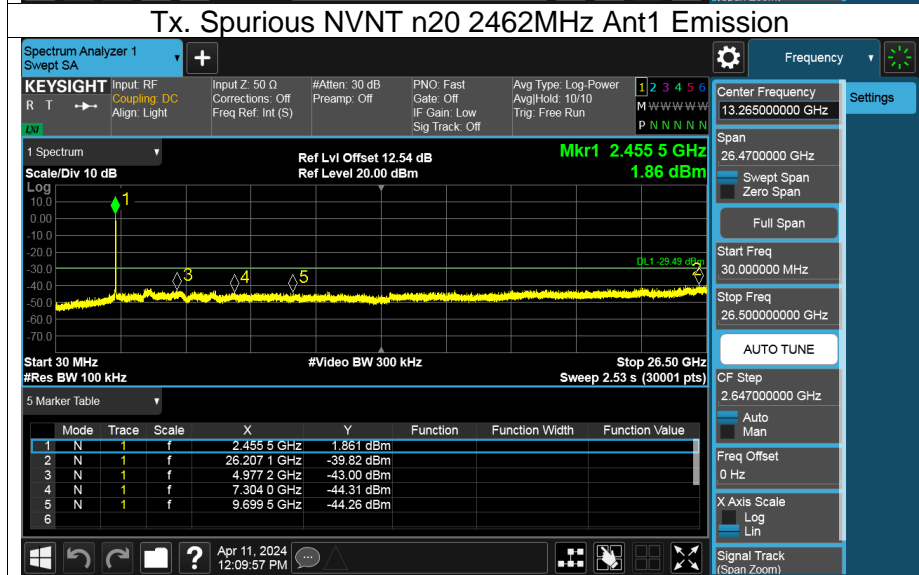 (Span Zoom)
Tx. Spurious NVNT n20 2462MHz Ant1 Emission
Spectrum Analyzer 1
Swept SA
+
Frequency
KEYSIGHT
R T
LXI
Input: RF
Coupling: DC
Align: Light
Input Z: 50 Ω
Corrections: Off
Freq Ref: Int (S)
#Atten: 30 dB
Preamp: Off
PNO: Fast
Gate: Off
IF Gain: Low
Sig Track: Off
Avg Type: Log-Power
Avg|Hold: 10/10
Trig: Free Run
1 2 3 4 5 6
M W W W W W
P N N N N N
1 Spectrum
Scale/Div 10 dB
Ref Lvl Offset 12.54 dB
Ref Level 20.00 dBm
Mkr1 2.455 5 GHz
1.86 dBm
Log
10.0
0.00
-10.0
-20.0
-30.0
-40.0
-50.0
-60.0
-70.0
1
3
4
5
2
DL1 -29.49 dBm
Start 30 MHz
#Res BW 100 kHz
#Video BW 300 kHz
Stop 26.50 GHz
Sweep 2.53 s (30001 pts)
5 Marker Table
Mode Trace Scale X Y Function Function Width Function Value
1 N 1 f 2.455 5 GHz 1.861 dBm
2 N 1 f 26.207 1 GHz -39.82 dBm
3 N 1 f 4.977 2 GHz -43.00 dBm
4 N 1 f 7.304 0 GHz -44.31 dBm
5 N 1 f 9.699 5 GHz -44.26 dBm
6
?
Apr 11, 2024
12:09:57 PM
Center Frequency
13.265000000 GHz
Span
26.4700000 GHz
Swept Span
Zero Span
Full Span
Start Freq
30.000000 MHz
Stop Freq
26.500000000 GHz
AUTO TUNE
CF Step
2.647000000 GHz
Auto
Man
Freq Offset
0 Hz
X Axis Scale
Log
Lin
Signal Track
(Span Zoom)
Settings